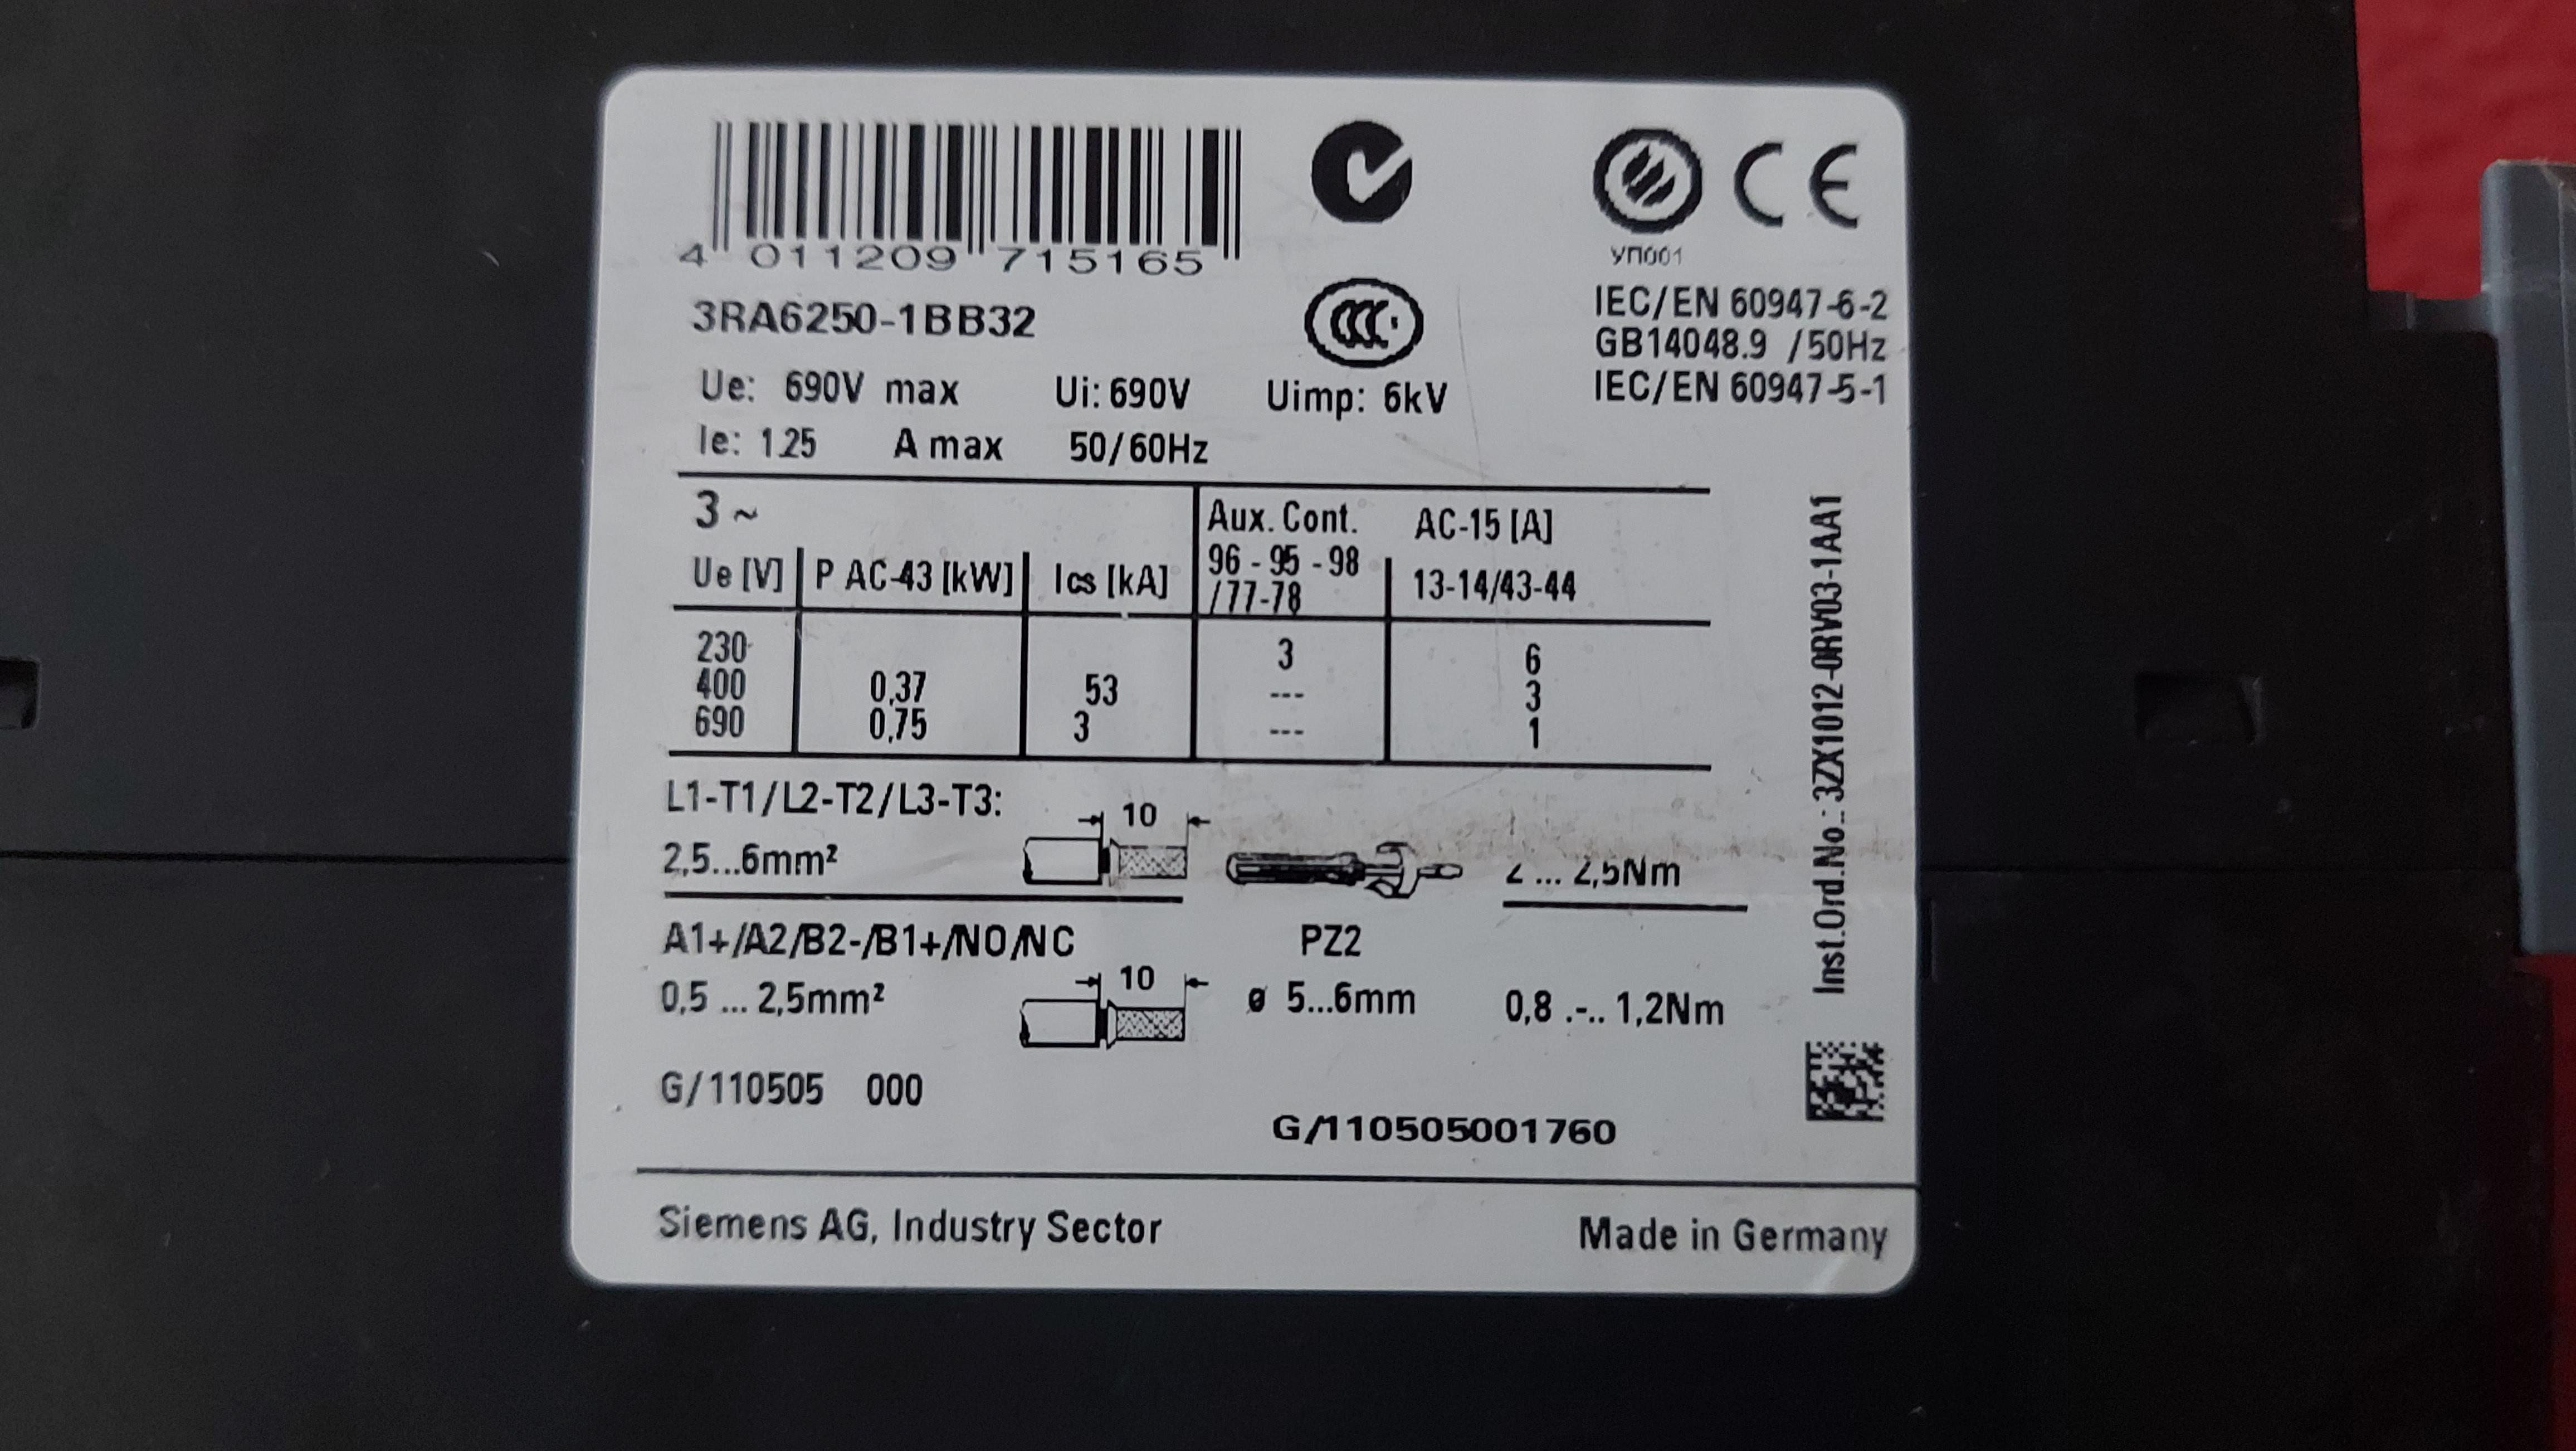 4 011209 715165
3RA6250-1BB32
Ue: 690V max Ui: 690V Uimp: 6kV
Ie: 1.25 A max 50/60Hz
CE
УП001
IEC/EN 60947-6-2
GB14048.9 /50Hz
IEC/EN 60947-5-1
3 ~ Aux. Cont. AC-15 [A]
Ue [V] P AC-43 [kW] Ics [kA] 96 - 95 - 98 /77-78 13-14/43-44
230 3 6
400 0,37 53 --- 3
690 0,75 3 --- 1
L1-T1/L2-T2/L3-T3:
2,5...6mm² 10 2 ... 2,5Nm
A1+/A2/B2-/B1+/NO/NC PZ2
0,5 ... 2,5mm² 10 ø 5...6mm 0,8 .-.. 1,2Nm
G/110505 000
G/110505001760
Inst.Ord.No.: 3ZX1012-0RV03-1AA1
Siemens AG, Industry Sector Made in Germany